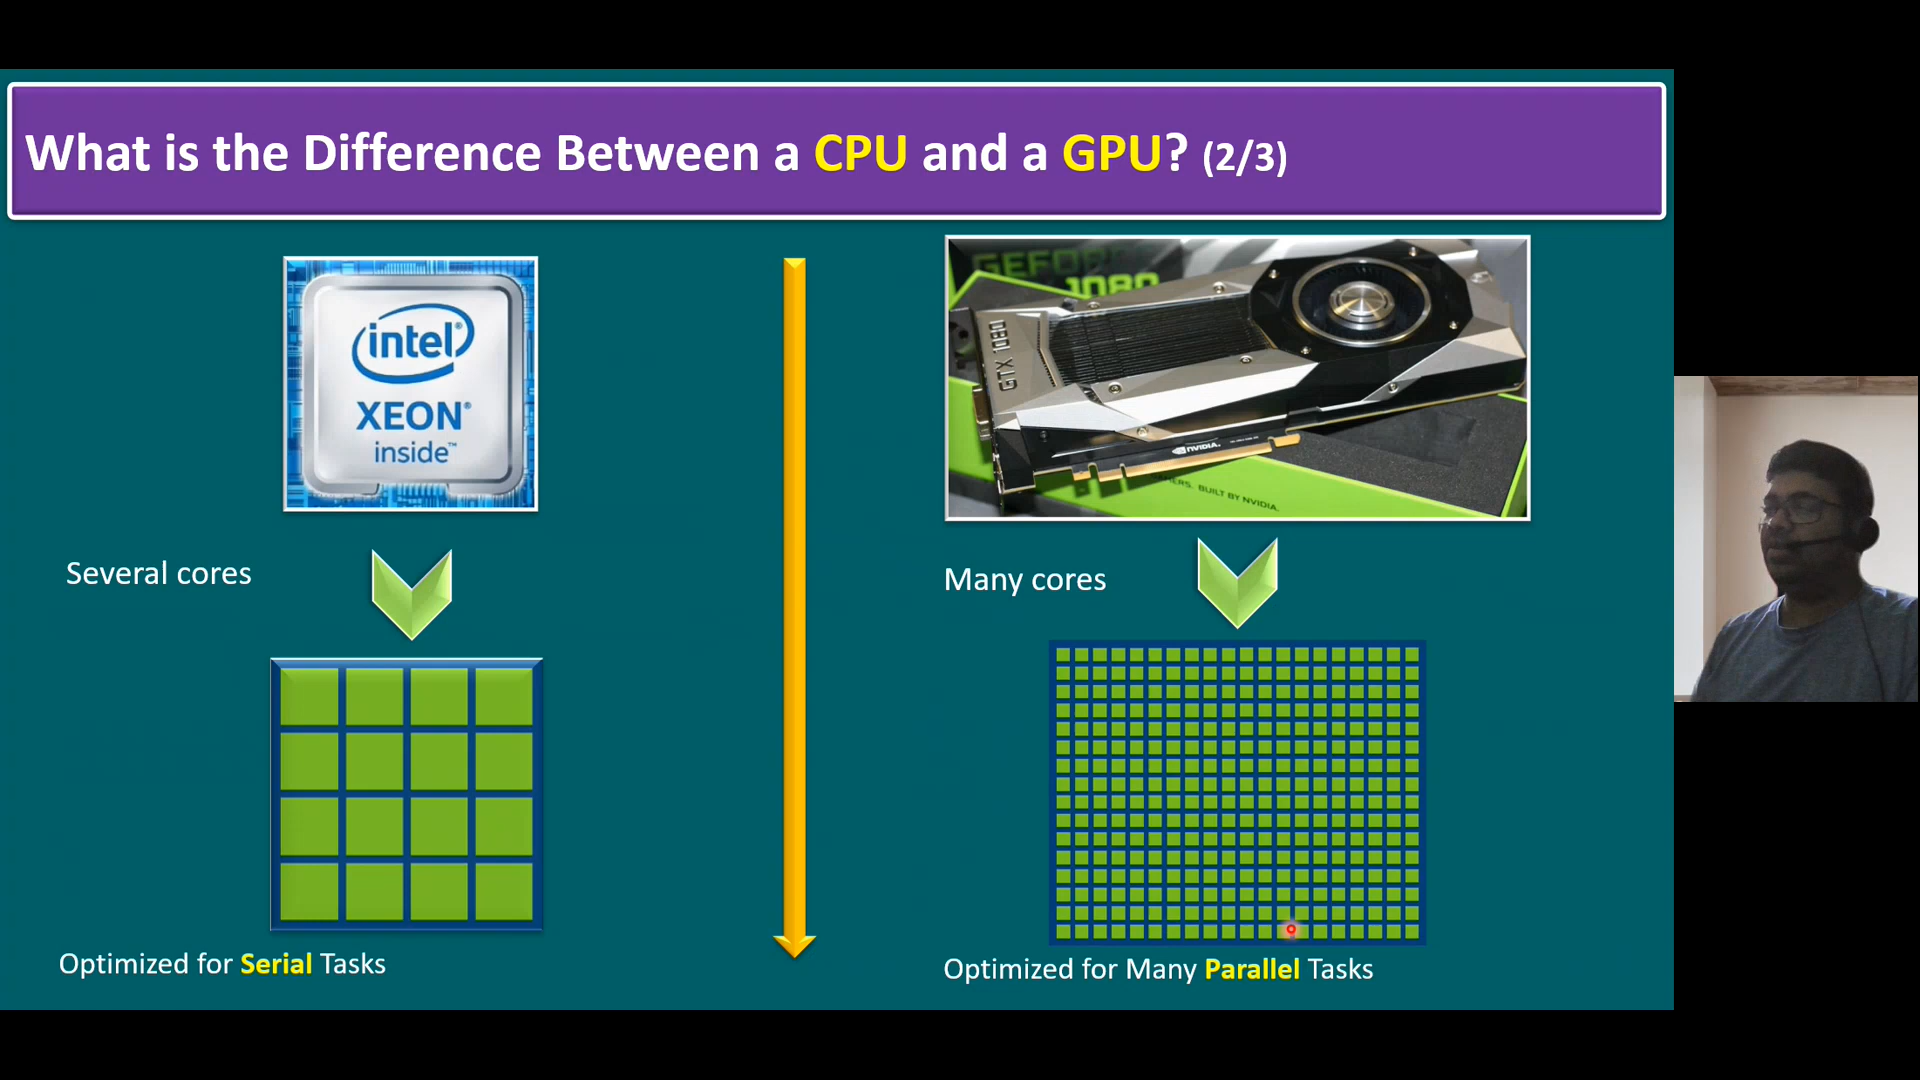 What is the Difference Between a CPU and a GPU? (2/3)
intel®
XEON®
inside™
GEFORCE
1080
GTX 1080
NVIDIA.
BUILT BY NVIDIA.
Several cores
Many cores
Optimized for Serial Tasks
Optimized for Many Parallel Tasks